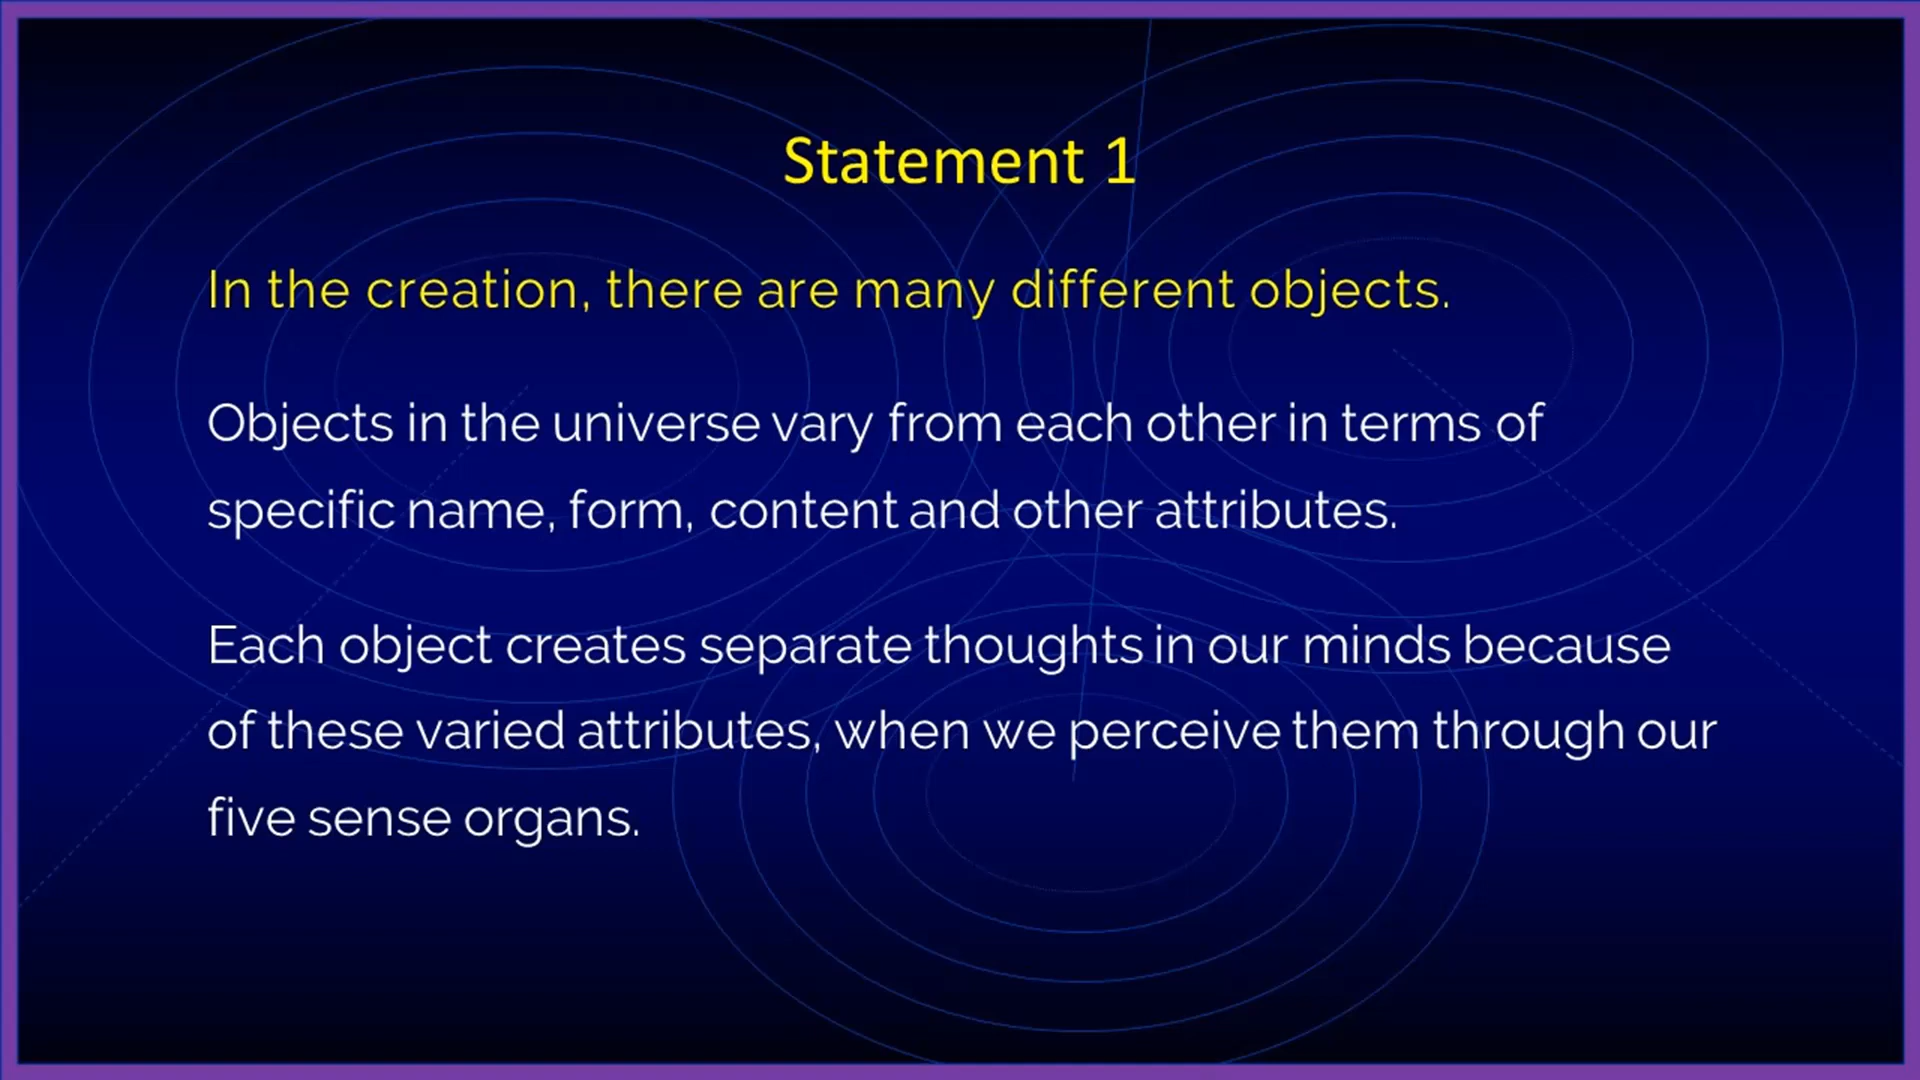 Statement 1
In the creation, there are many different objects.
Objects in the universe vary from each other in terms of
specific name, form, content and other attributes.
Each object creates separate thoughts in our minds because
of these varied attributes, when we perceive them through our
five sense organs.